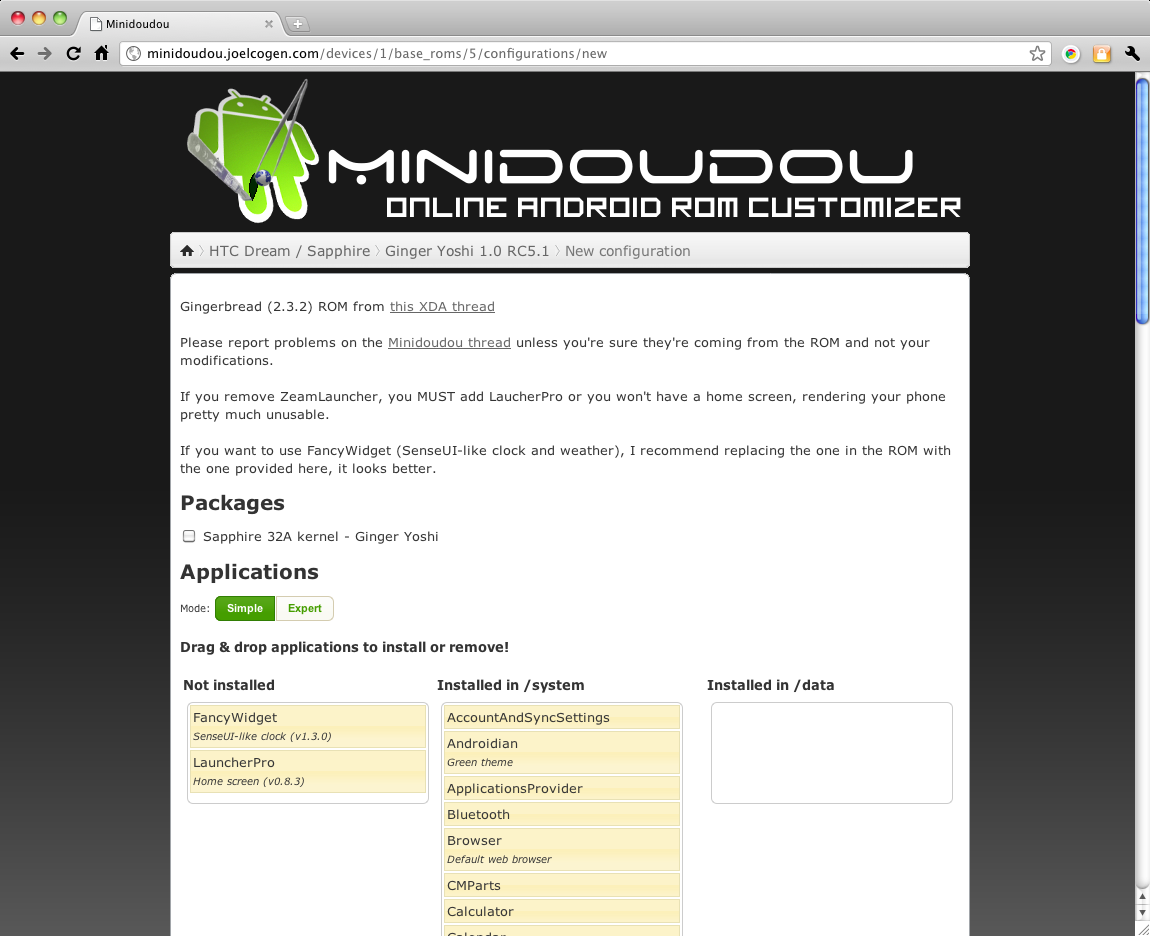 Minidoudou
minidoudou.joelcogen.com/devices/1/base_roms/5/configurations/new
MINIDOUDOU
ONLINE ANDROID ROM CUSTOMIZER
HTC Dream / Sapphire
Ginger Yoshi 1.0 RC5.1
New configuration
Gingerbread (2.3.2) ROM from this XDA thread
Please report problems on the Minidoudou thread unless you're sure they're coming from the ROM and not your
modifications.
If you remove ZeamLauncher, you MUST add LaucherPro or you won't have a home screen, rendering your phone
pretty much unusable.
If you want to use FancyWidget (SenseUI-like clock and weather), I recommend replacing the one in the ROM with
the one provided here, it looks better.
Packages
Sapphire 32A kernel - Ginger Yoshi
Applications
Mode: Simple Expert
Drag & drop applications to install or remove!
Not installed
FancyWidget
SenseUI-like clock (v1.3.0)
LauncherPro
Home screen (v0.8.3)
Installed in /system
AccountAndSyncSettings
Androidian
Green theme
ApplicationsProvider
Bluetooth
Browser
Default web browser
CMParts
Calculator
Calendar
Installed in /data